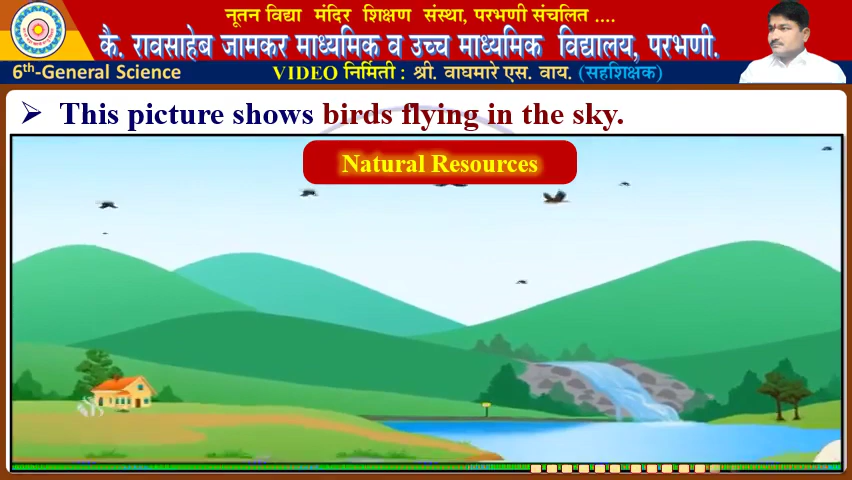 नूतन विद्या मंदिर शिक्षण संस्था, परभणी संचलित ....
कै. रावसाहेब जामकर माध्यमिक व उच्च माध्यमिक विद्यालय, परभणी.
6th-General Science
VIDEO निर्मिती : श्री. वाघमारे एस. वाय. (सहशिक्षक)
➢ This picture shows birds flying in the sky.
Natural Resources